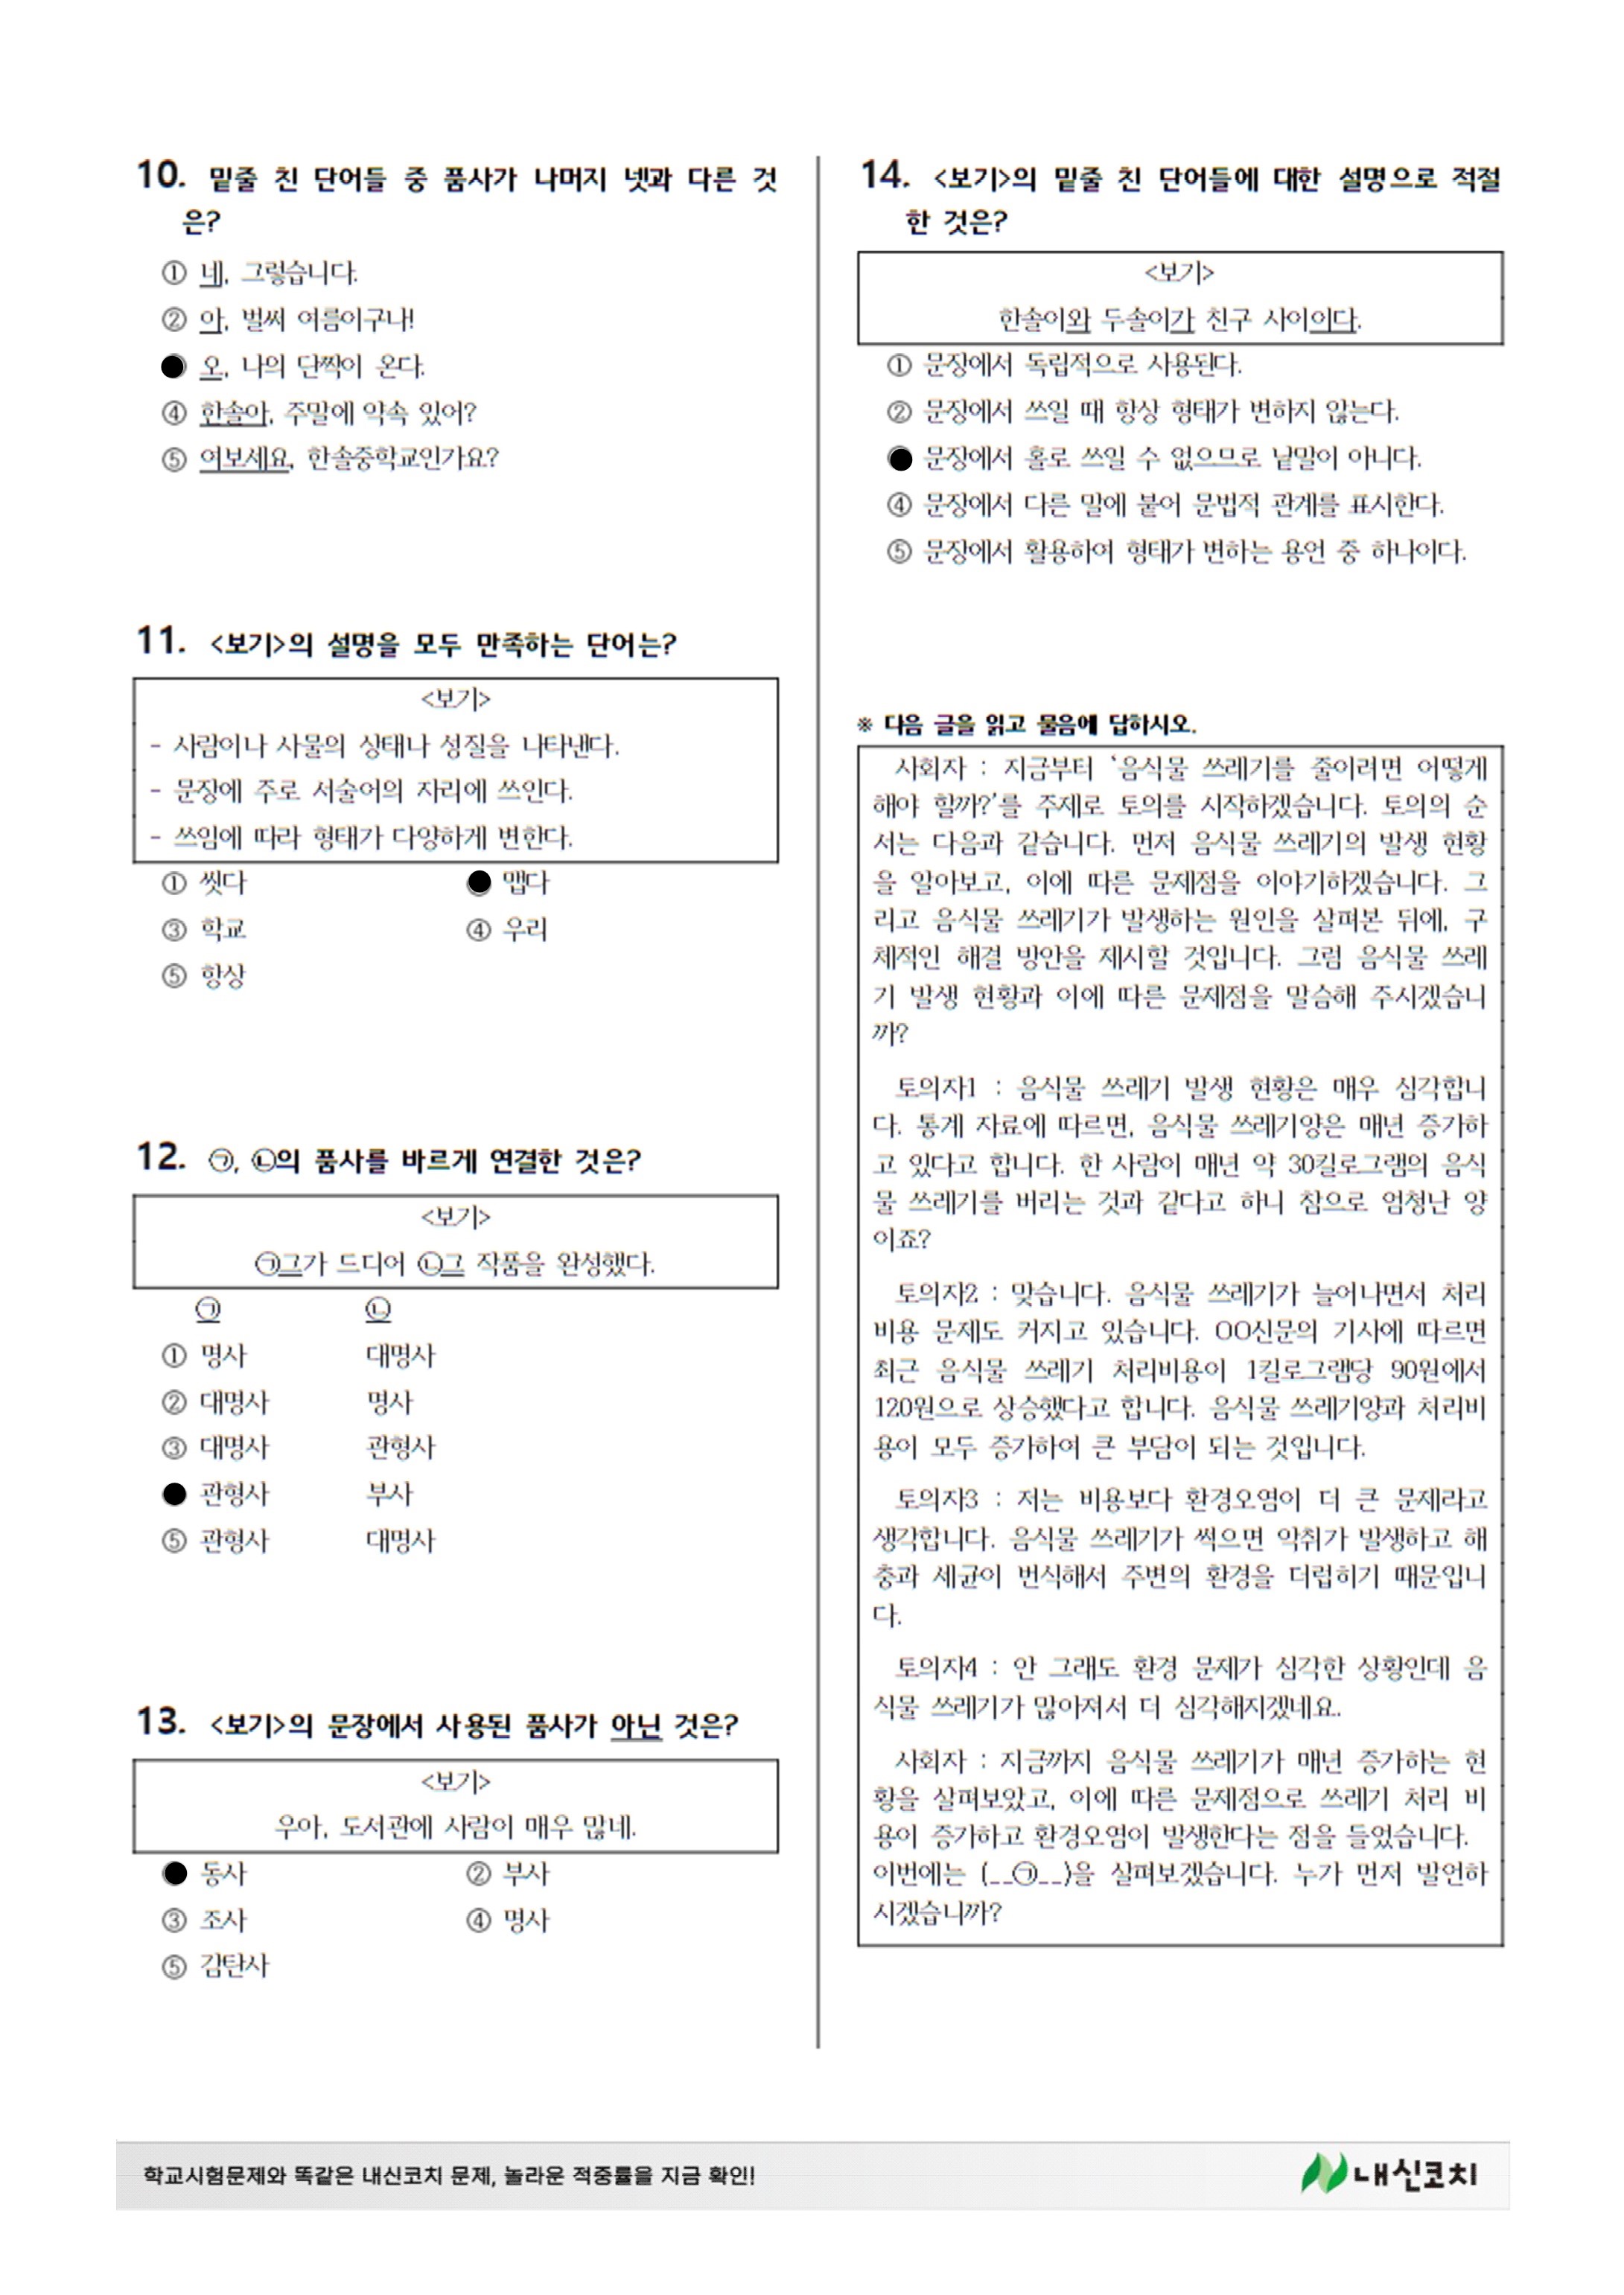 10. 밑줄 친 단어들 중 품사가 나머지 넷과 다른 것
은?
① 네, 그렇습니다.
② 아, 벌써 여름이구나!
● 오, 나의 단짝이 온다.
④ 한솔아, 주말에 약속 있어?
⑤ 여보세요, 한솔중학교인가요?
11. <보기>의 설명을 모두 만족하는 단어는?
<보기>
- 사람이나 사물의 상태나 성질을 나타낸다.
- 문장에 주로 서술어의 자리에 쓰인다.
- 쓰임에 따라 형태가 다양하게 변한다.
① 씻다 ● 맵다
③ 학교 ④ 우리
⑤ 항상
12. ㉠, ㉡의 품사를 바르게 연결한 것은?
<보기>
㉠그가 드디어 ㉡그 작품을 완성했다.
㉠ ㉡
① 명사 대명사
② 대명사 명사
③ 대명사 관형사
● 관형사 부사
⑤ 관형사 대명사
13. <보기>의 문장에서 사용된 품사가 아닌 것은?
<보기>
우아, 도서관에 사람이 매우 많네.
● 동사 ② 부사
③ 조사 ④ 명사
⑤ 감탄사
14. <보기>의 밑줄 친 단어들에 대한 설명으로 적절
한 것은?
<보기>
한솔이와 두솔이가 친구 사이이다.
① 문장에서 독립적으로 사용된다.
② 문장에서 쓰일 때 항상 형태가 변하지 않는다.
● 문장에서 홀로 쓰일 수 없으므로 낱말이 아니다.
④ 문장에서 다른 말에 붙어 문법적 관계를 표시한다.
⑤ 문장에서 활용하여 형태가 변하는 용언 중 하나이다.
※ 다음 글을 읽고 물음에 답하시오.
사회자 : 지금부터 '음식물 쓰레기를 줄이려면 어떻게
해야 할까?'를 주제로 토의를 시작하겠습니다. 토의의 순
서는 다음과 같습니다. 먼저 음식물 쓰레기의 발생 현황
을 알아보고, 이에 따른 문제점을 이야기하겠습니다. 그
리고 음식물 쓰레기가 발생하는 원인을 살펴본 뒤에, 구
체적인 해결 방안을 제시할 것입니다. 그럼 음식물 쓰레
기 발생 현황과 이에 따른 문제점을 말씀해 주시겠습니
까?
토의자1 : 음식물 쓰레기 발생 현황은 매우 심각합니
다. 통계 자료에 따르면, 음식물 쓰레기양은 매년 증가하
고 있다고 합니다. 한 사람이 매년 약 30킬로그램의 음식
물 쓰레기를 버리는 것과 같다고 하니 참으로 엄청난 양
이죠?
토의자2 : 맞습니다. 음식물 쓰레기가 늘어나면서 처리
비용 문제도 커지고 있습니다. OO신문의 기사에 따르면
최근 음식물 쓰레기 처리비용이 1킬로그램당 90원에서
120원으로 상승했다고 합니다. 음식물 쓰레기양과 처리비
용이 모두 증가하여 큰 부담이 되는 것입니다.
토의자3 : 저는 비용보다 환경오염이 더 큰 문제라고
생각합니다. 음식물 쓰레기가 썩으면 악취가 발생하고 해
충과 세균이 번식해서 주변의 환경을 더럽히기 때문입니
다.
토의자4 : 안 그래도 환경 문제가 심각한 상황인데 음
식물 쓰레기가 많아져서 더 심각해지겠네요.
사회자 : 지금까지 음식물 쓰레기가 매년 증가하는 현
황을 살펴보았고, 이에 따른 문제점으로 쓰레기 처리 비
용이 증가하고 환경오염이 발생한다는 점을 들었습니다.
이번에는 (__㉠__)을 살펴보겠습니다. 누가 먼저 발언하
시겠습니까?
학교시험문제와 똑같은 내신코치 문제, 놀라운 적중률을 지금 확인!
내신코치